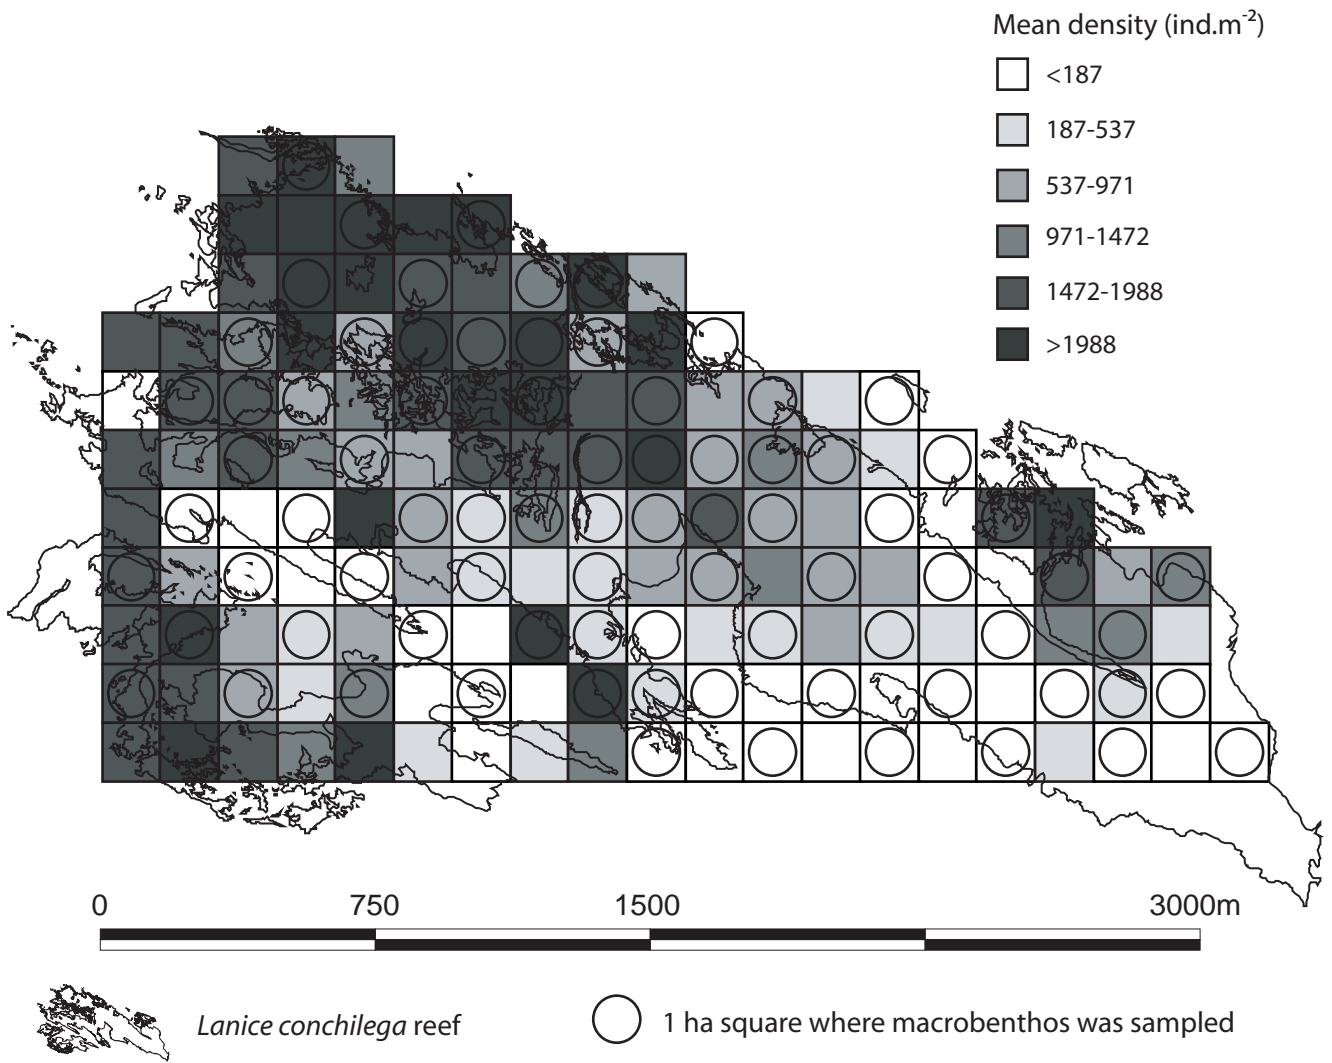 Mean density (ind.m⁻²)
<187
187-537
537-971
971-1472
1472-1988
>1988
0 750 1500 3000m
Lanice conchilega reef
1 ha square where macrobenthos was sampled